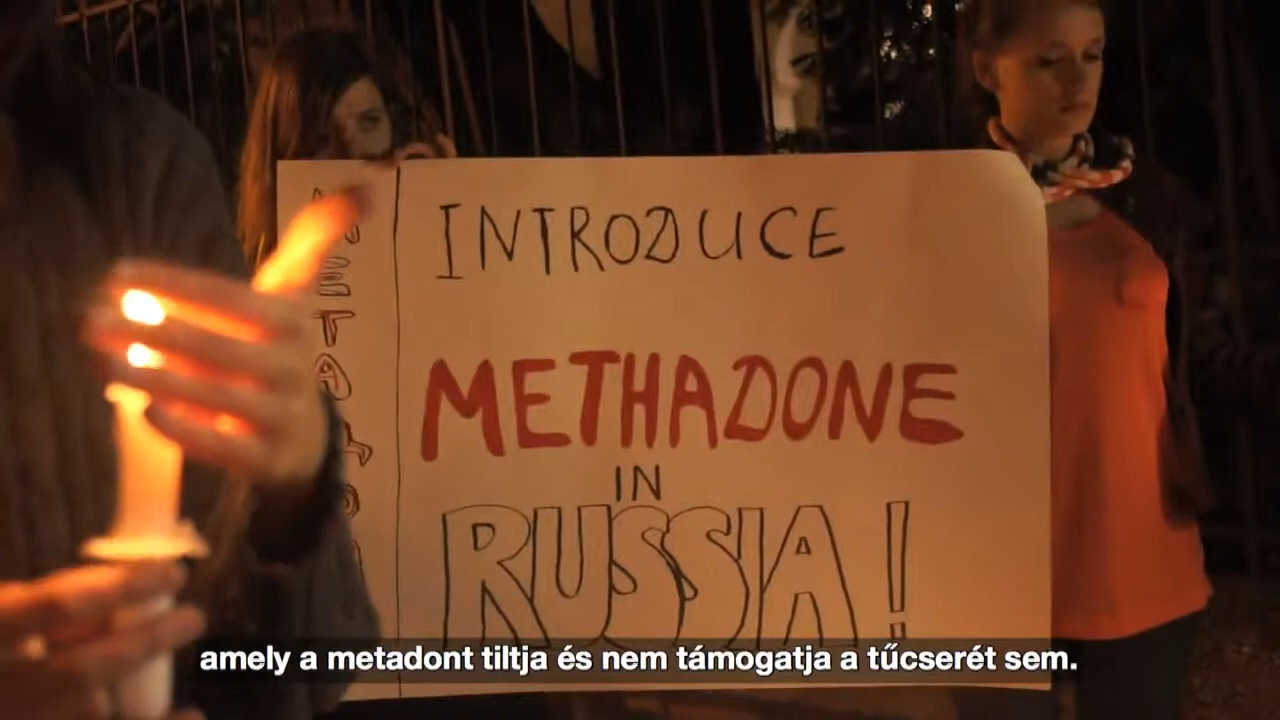 INTRODUCE
METHADONE
IN
RUSSIA!
amely a metadont tiltja és nem támogatja a tűcserét sem.